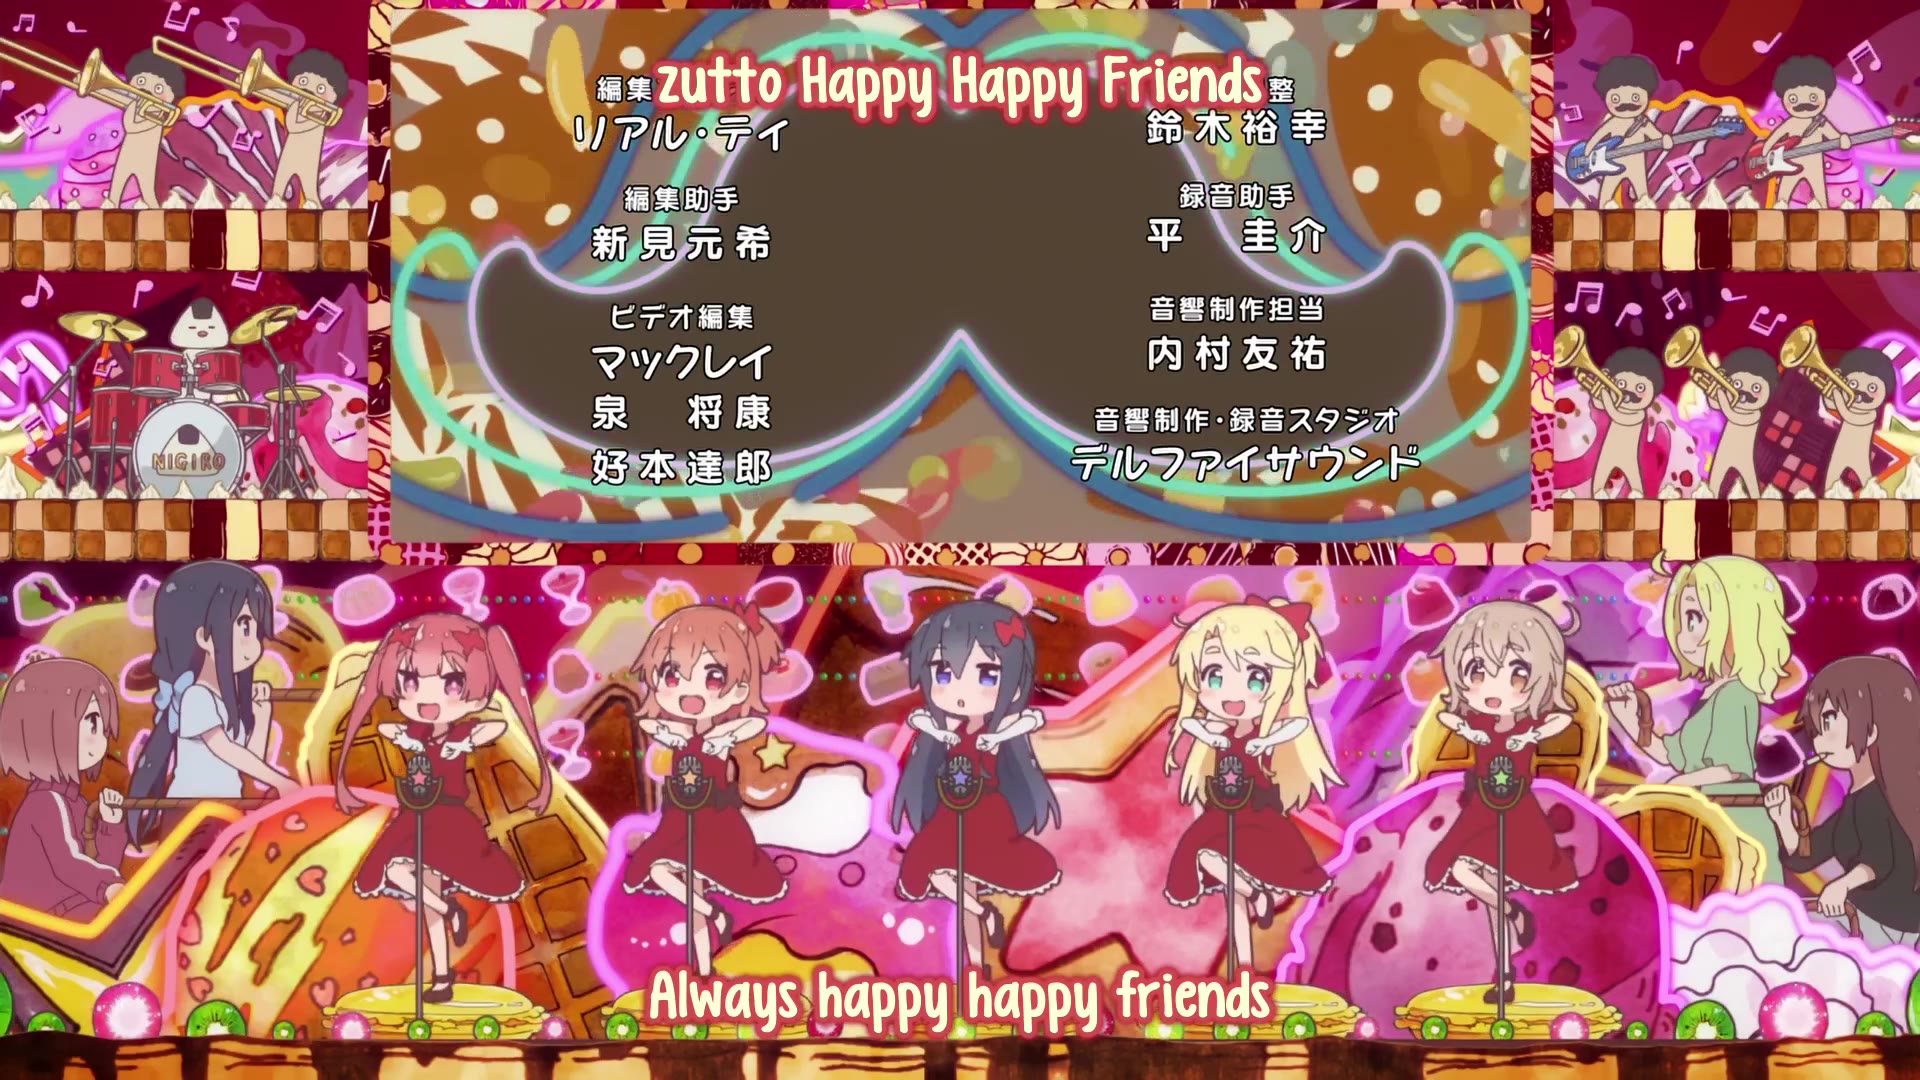 zutto Happy Happy Friends
編集
リアル・ティ
編集助手
新見元希
ビデオ編集
マックレイ
泉 将康
好本達郎
整
鈴木裕幸
録音助手
平 圭介
音響制作担当
内村友祐
音響制作・録音スタジオ
デルファイサウンド
NIGIRO
Always happy happy friends